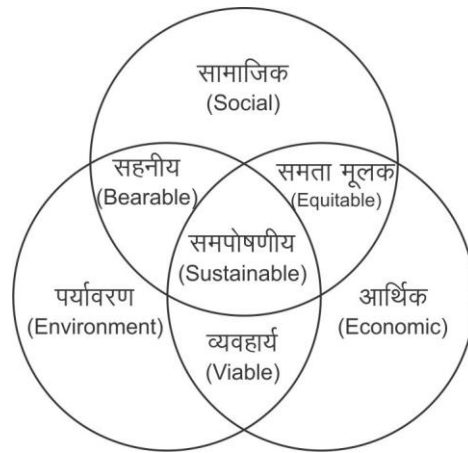 सामाजिक
(Social)
सहनीय
(Bearable)
समता मूलक
(Equitable)
समपोषणीय
(Sustainable)
पर्यावरण
(Environment)
आर्थिक
(Economic)
व्यवहार्य
(Viable)